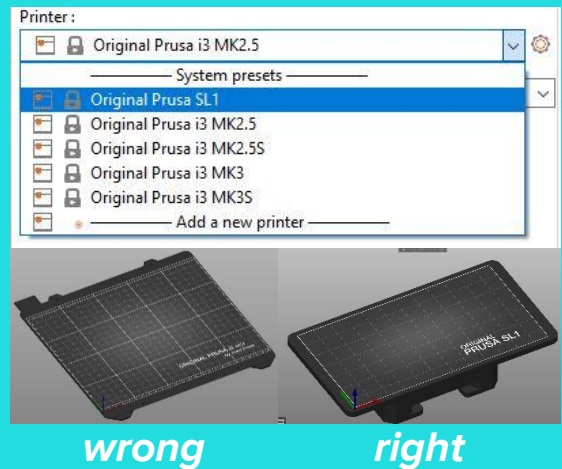 Printer :
Original Prusa i3 MK2.5
System presets
Original Prusa SL1
Original Prusa i3 MK2.5
Original Prusa i3 MK2.5S
Original Prusa i3 MK3
Original Prusa i3 MK3S
Add a new printer
ORIGINAL PRUSA i3 MK3
ORIGINAL
PRUSA SL1
wrong
right